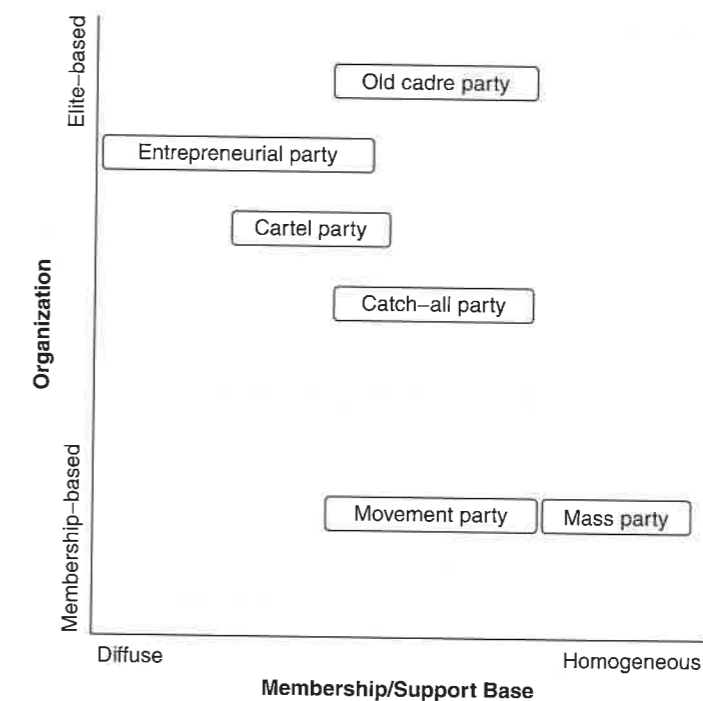 Elite–based
Old cadre party
Entrepreneurial party
Cartel party
Catch–all party
Organization
Membership–based
Movement party
Mass party
Diffuse
Homogeneous
Membership/Support Base